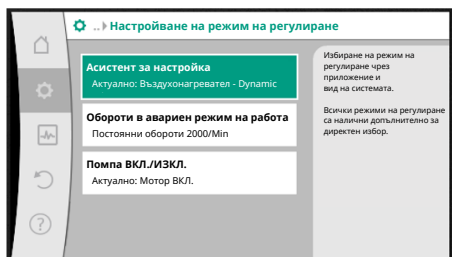 .. Настройване на режим на регулиране
Асистент за настройка
Актуално: Въздухонагревател - Dynamic
Обороти в авариен режим на работа
Постоянни обороти 2000/Min
Помпа ВКЛ./ИЗКЛ.
Актуално: Мотор ВКЛ.
Избиране на режим на
регулиране чрез
приложение и
вид на системата.
Всички режими на регулиране
са налични допълнително за
директен избор.